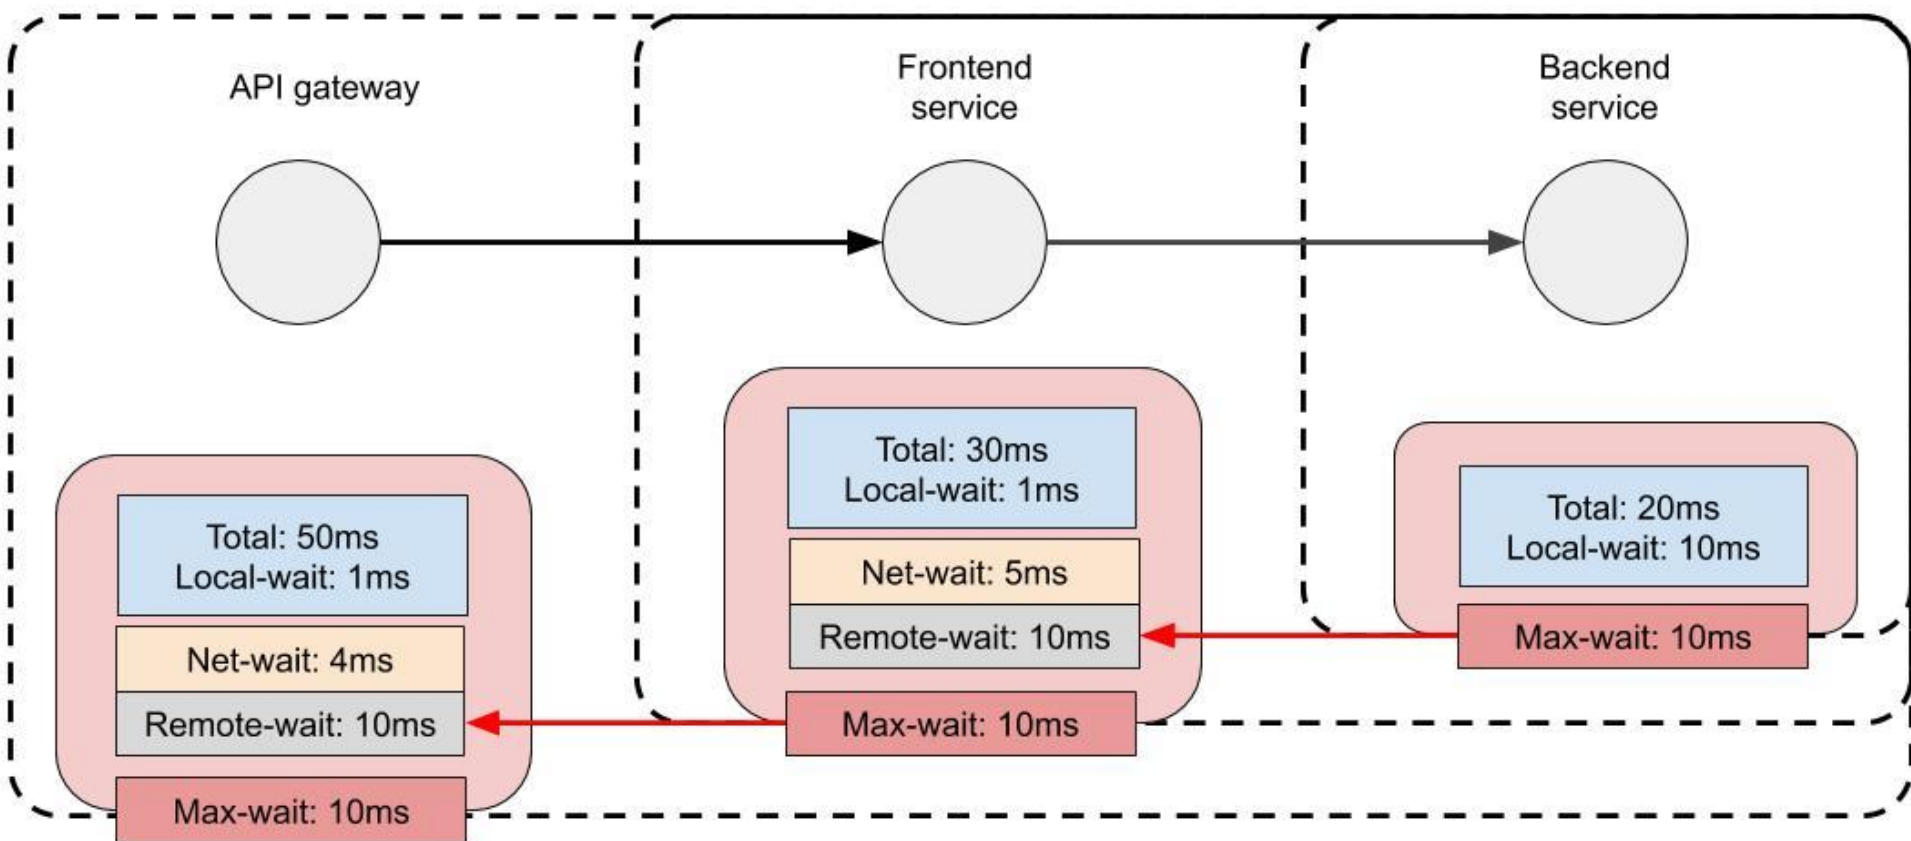 API gateway
Frontend
service
Backend
service
Total: 50ms
Local-wait: 1ms
Net-wait: 4ms
Remote-wait: 10ms
Max-wait: 10ms
Total: 30ms
Local-wait: 1ms
Net-wait: 5ms
Remote-wait: 10ms
Max-wait: 10ms
Total: 20ms
Local-wait: 10ms
Max-wait: 10ms